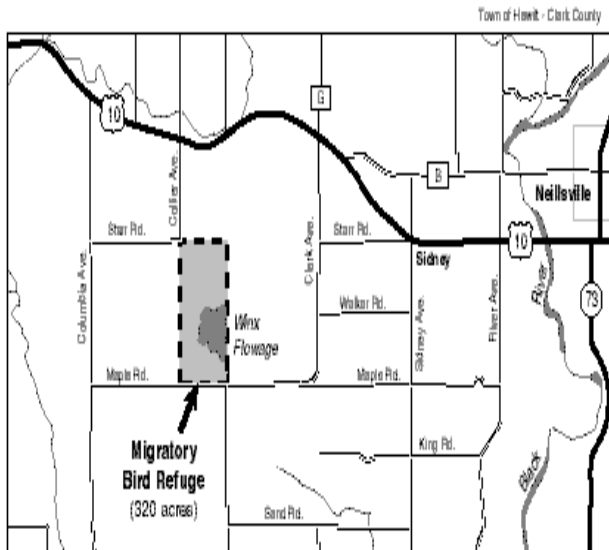 Town of Hewitt - Clark County
G
10
B
Collier Ave.
Neillsville
Starr Rd.
Clark Ave.
Starr Rd.
10
Sidney
Columbia Ave.
River
73
Walker Rd.
Sidney Ave.
River Ave.
Wnx
Flowage
Maple Rd.
Maple Rd.
Migratory
Bird Refuge
(320 acres)
King Rd.
Black
Sand Rd.